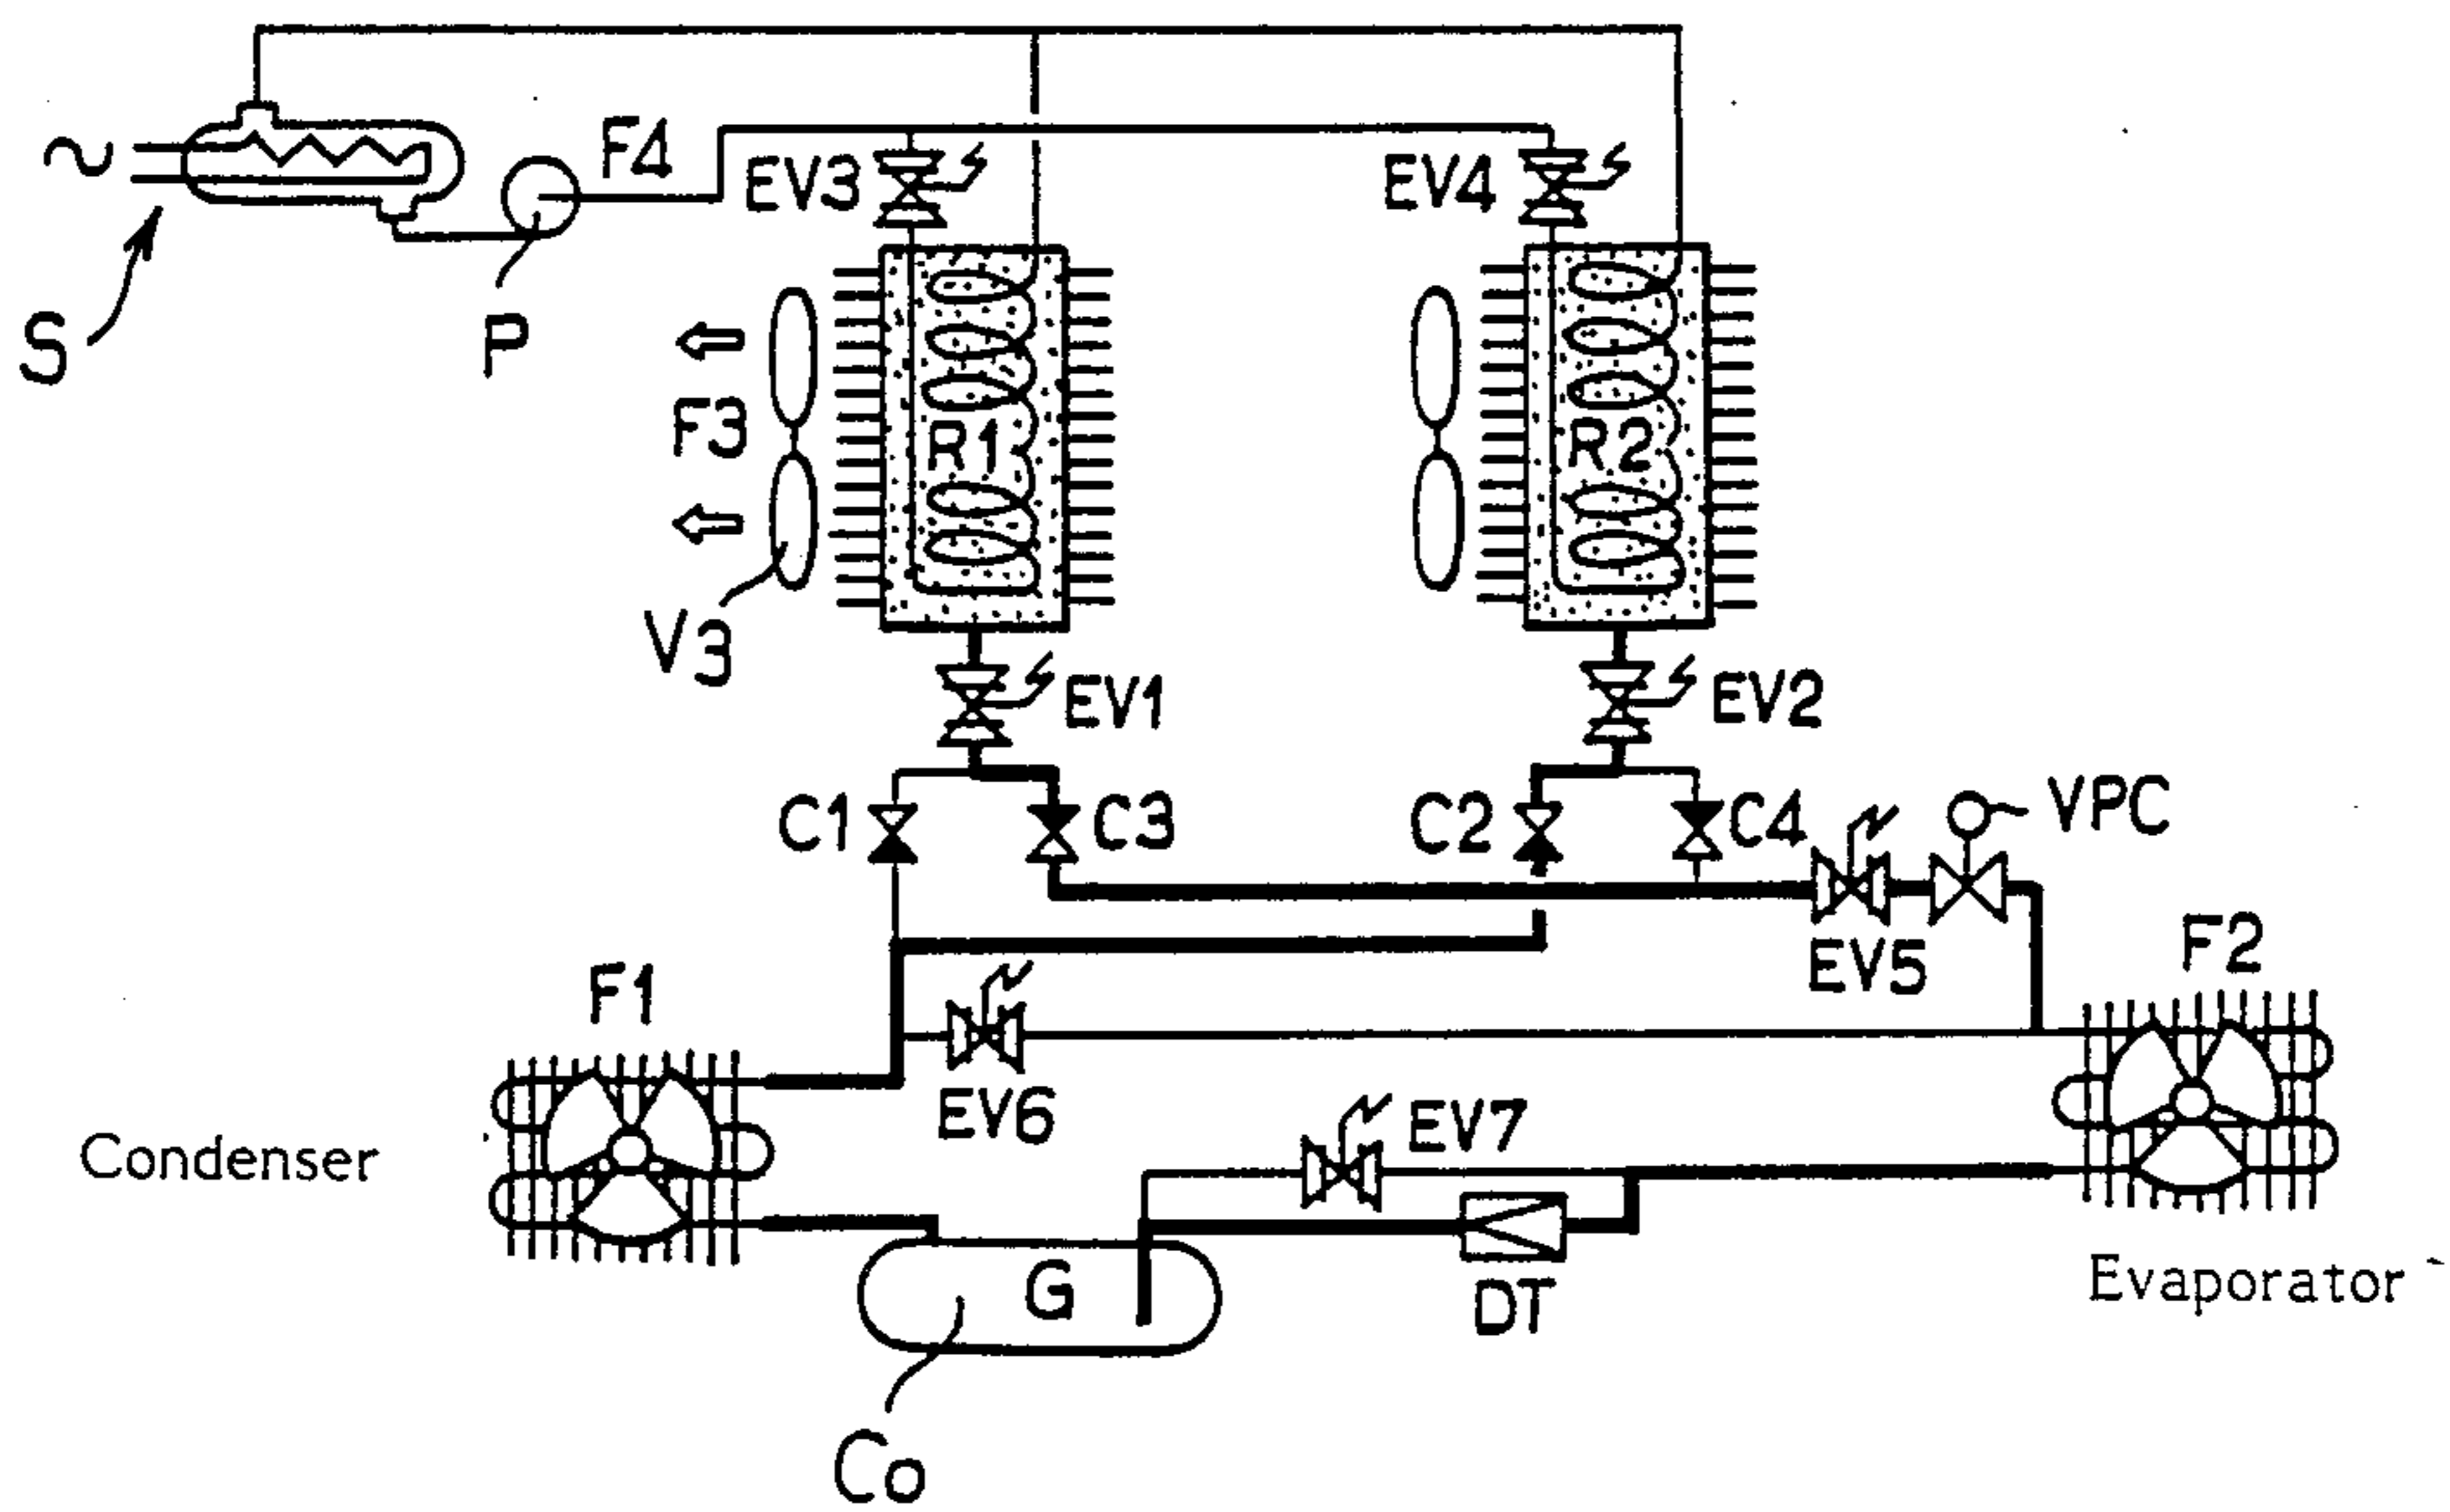 F4
EV3
EV4
S
P
F3
R1
R2
V3
EV1
EV2
C1
C3
C2
C4
VPC
EV5
F2
F1
EV6
EV7
Condenser
G
DT
Evaporator
Co